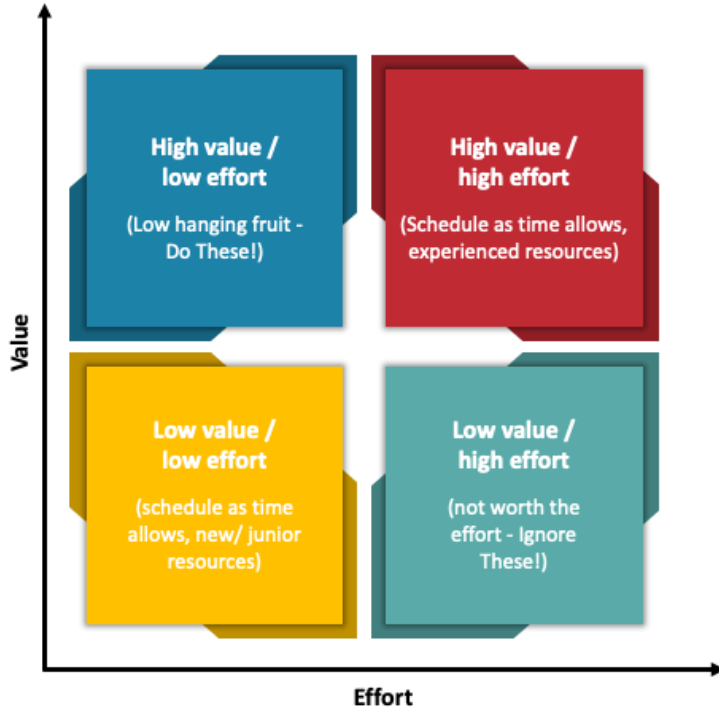 Value
High value /
low effort
(Low hanging fruit -
Do These!)
High value /
high effort
(Schedule as time allows,
experienced resources)
Low value /
low effort
(schedule as time
allows, new/ junior
resources)
Low value /
high effort
(not worth the
effort - Ignore
These!)
Effort